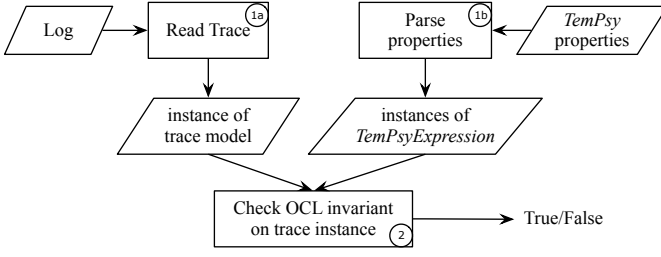 Log
Read Trace
1a
Parse
properties
1b
TemPsy
properties
instance of
trace model
instances of
TemPsyExpression
Check OCL invariant
on trace instance
2
True/False